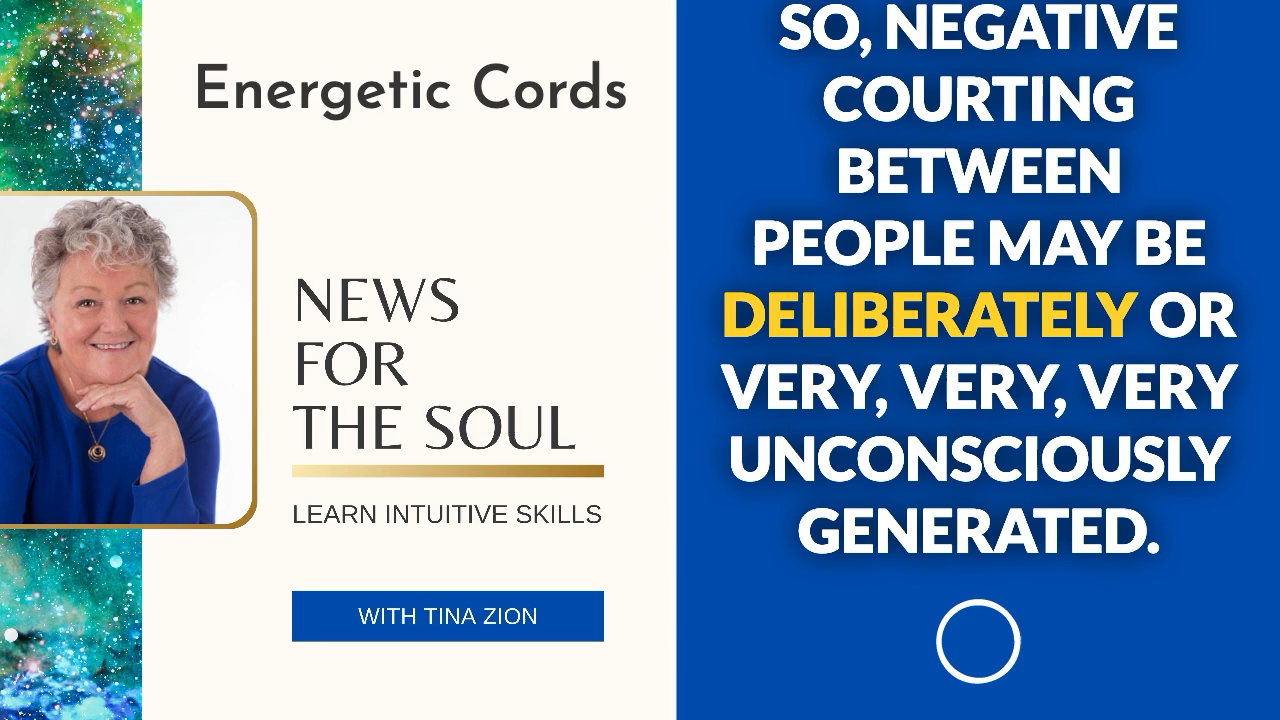 Energetic Cords
NEWS
FOR
THE SOUL
LEARN INTUITIVE SKILLS
WITH TINA ZION
SO, NEGATIVE
COURTING
BETWEEN
PEOPLE MAY BE
DELIBERATELY OR
VERY, VERY, VERY
UNCONSCIOUSLY
GENERATED.